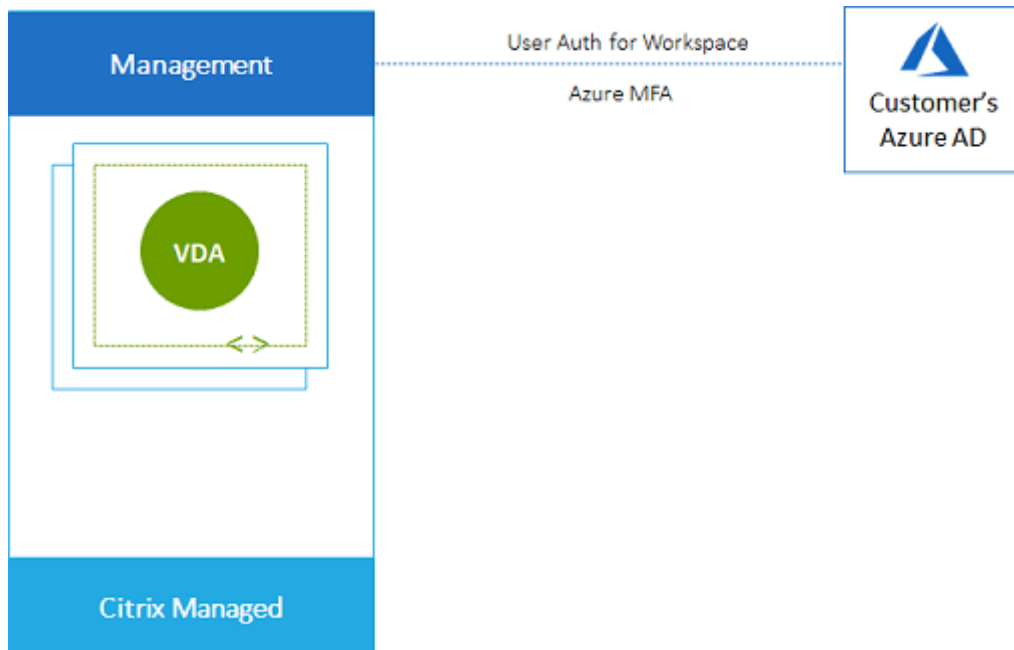 Management
User Auth for Workspace
Azure MFA
Customer's
Azure AD
VDA
< >
Citrix Managed